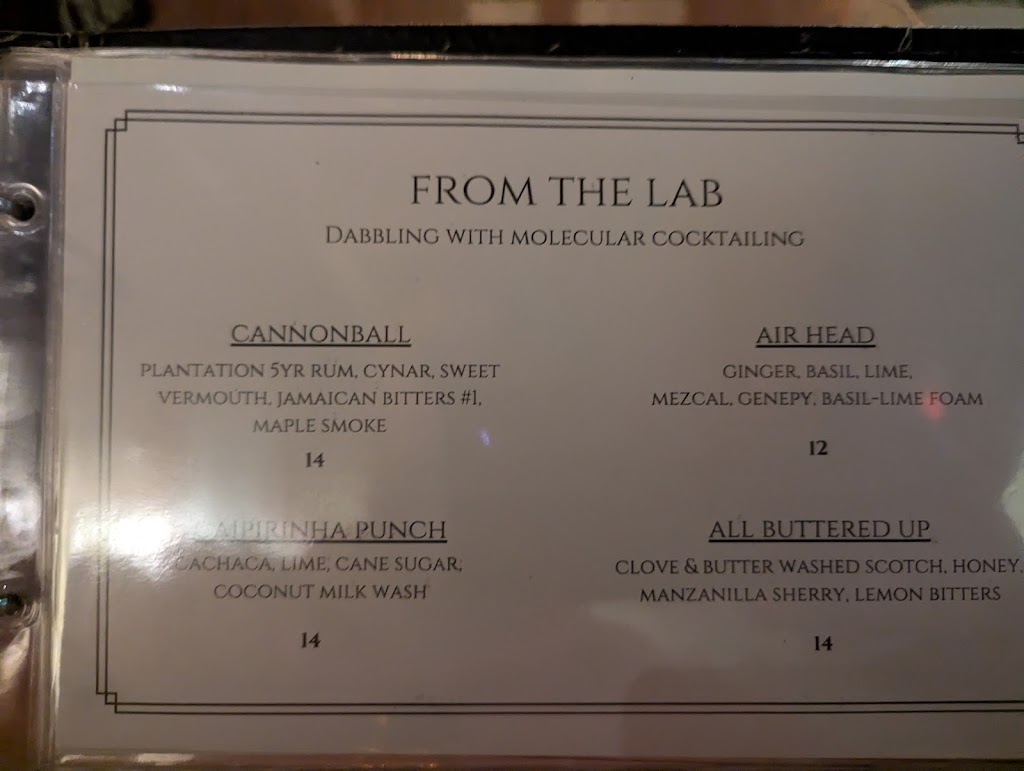 FROM THE LAB
DABBLING WITH MOLECULAR COCKTAILING
CANNONBALL
PLANTATION 5YR RUM, CYNAR, SWEET
VERMOUTH, JAMAICAN BITTERS #1,
MAPLE SMOKE
14
AIR HEAD
GINGER, BASIL, LIME,
MEZCAL, GENEPY, BASIL-LIME FOAM
12
CAIPIRINHA PUNCH
CACHACA, LIME, CANE SUGAR,
COCONUT MILK WASH
14
ALL BUTTERED UP
CLOVE & BUTTER WASHED SCOTCH, HONEY,
MANZANILLA SHERRY, LEMON BITTERS
14